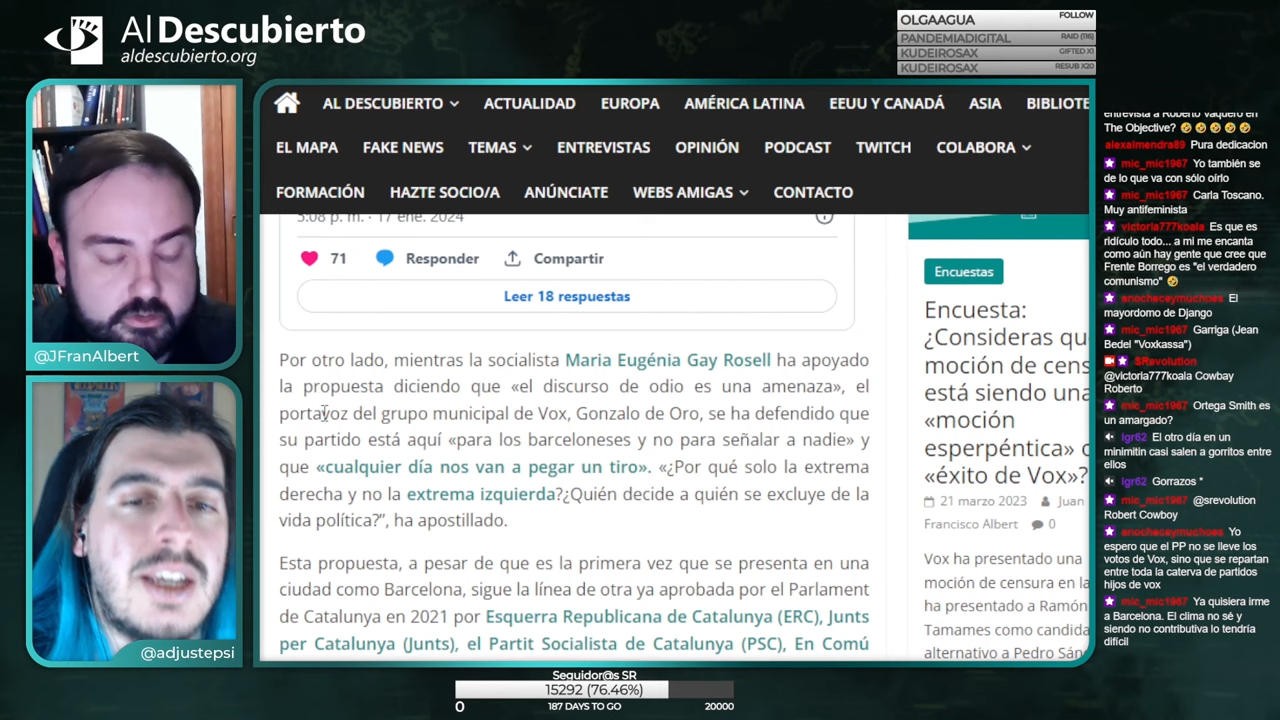 Al Descubierto
aldescubierto.org
OLGAAGUA FOLLOW
PANDEMIADIGITAL RAID (116)
KUDEIROSAX GIFTED X1
KUDEIROSAX RESUB X20
AL DESCUBIERTO ACTUALIDAD EUROPA AMÉRICA LATINA EEUU Y CANADÁ ASIA BIBLIOTE
EL MAPA FAKE NEWS TEMAS ENTREVISTAS OPINIÓN PODCAST TWITCH COLABORA
FORMACIÓN HAZTE SOCIO/A ANÚNCIATE WEBS AMIGAS CONTACTO
5:08 p. m. · 17 ene. 2024
71 Responder Compartir
Leer 18 respuestas
Por otro lado, mientras la socialista Maria Eugénia Gay Rosell ha apoyado
la propuesta diciendo que «el discurso de odio es una amenaza», el
portavoz del grupo municipal de Vox, Gonzalo de Oro, se ha defendido que
su partido está aquí «para los barceloneses y no para señalar a nadie» y
que «cualquier día nos van a pegar un tiro». «¿Por qué solo la extrema
derecha y no la extrema izquierda?¿Quién decide a quién se excluye de la
vida política?”, ha apostillado.
Esta propuesta, a pesar de que es la primera vez que se presenta en una
ciudad como Barcelona, sigue la línea de otra ya aprobada por el Parlament
de Catalunya en 2021 por Esquerra Republicana de Catalunya (ERC), Junts
per Catalunya (Junts), el Partit Socialista de Catalunya (PSC), En Comú
Encuestas
Encuesta:
¿Consideras qu
moción de cens
está siendo una
«moción
esperpéntica» o
«éxito de Vox»?
21 marzo 2023 Juan
Francisco Albert 0
Vox ha presentado una
moción de censura en la
ha presentado a Ramón
Tamames como candida
alternativo a Pedro Sánc
@JFranAlbert
@adjustepsi
entrevista a Roberto Vaquero en
The Objective? 🤣🤣🤣🤣🤣
alexalmendra89 Pura dedicacion
mic_mic1967 Yo también se
de lo que va con sólo oírlo
mic_mic1967 Carla Toscano.
Muy antifeminista
victoria777koala Es que es
ridículo todo... a mi me encanta
como aún hay gente que cree que
Frente Borrego es "el verdadero
comunismo" 🤣
anocheceymuchoes El
mayordomo de Django
mic_mic1967 Garriga (Jean
Bedel "Voxkassa")
SRevolution
@victoria777koala Cowbay
Roberto
mic_mic1967 Ortega Smith es
un amargado?
lgr62 El otro día en un
minimitin casi salen a gorritos entre
ellos
lgr62 Gorrazos *
mic_mic1967 @srevolution
Robert Cowboy
anocheceymuchoes Yo
espero que el PP no se lleve los
votos de Vox, sino que se repartan
entre toda la caterva de partidos
hijos de vox
mic_mic1967 Ya quisiera irme
a Barcelona. El clima no sé y
siendo no contributiva lo tendría
difícil
Seguidor@s SR
15292 (76.46%)
0 187 DAYS TO GO 20000